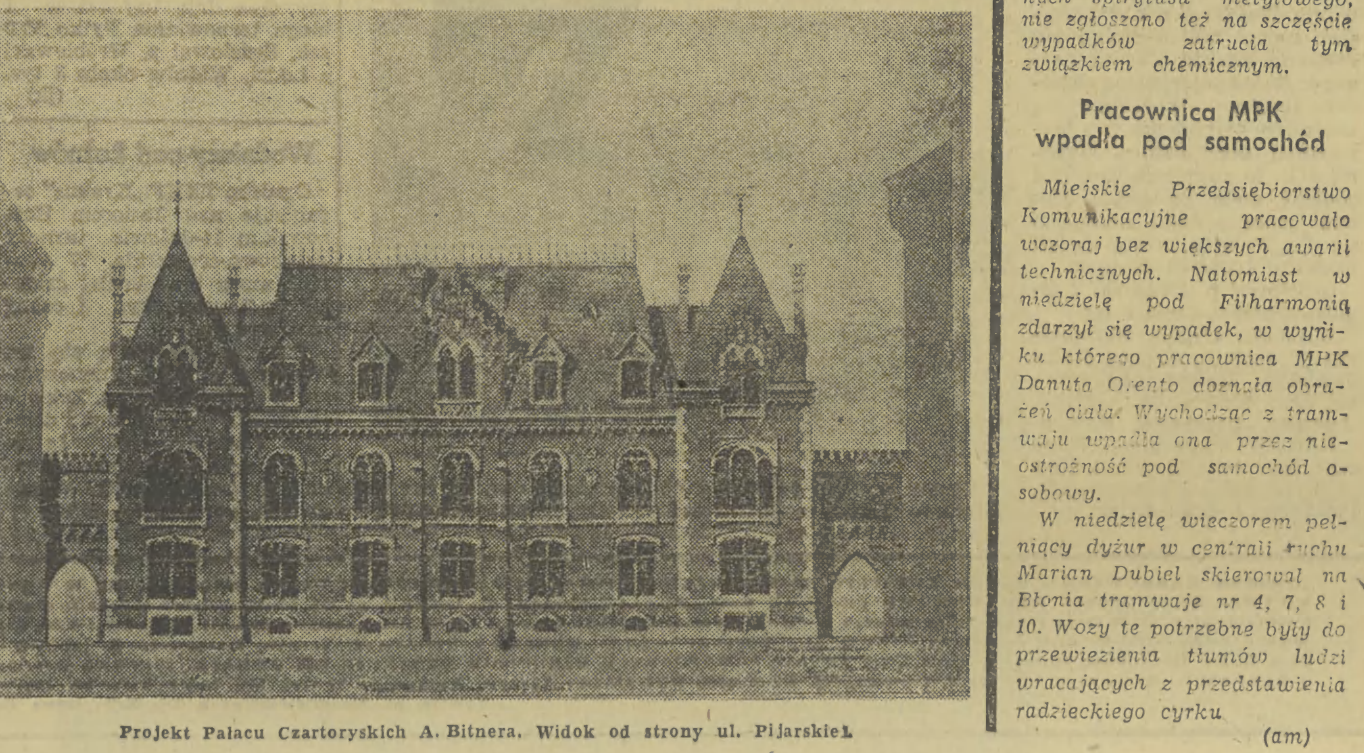 nie zgłoszono też na szczęście
wypadków zatrucia tym
związkiem chemicznym.
Pracownica MPK
wpadła pod samochód
Miejskie Przedsiębiorstwo
Komunikacyjne pracowało
wczoraj bez większych awarii
technicznych. Natomiast w
niedzielę pod Filharmonią
zdarzył się wypadek, w wyni-
ku którego pracownica MPK
Danuta doznała obra-
żeń ciała. Wychodząc z tram-
waju wpadła ona przez nie-
ostrożność pod samochód o-
sobowy.
W niedzielę wieczorem peł-
niący dyżur w centrali ruchu
Marian Dubiel skierował na
Błonia tramwaje nr 4, 7, 8 i
10. Wozy te potrzebne były do
przewiezienia tłumów ludzi
wracających z przedstawienia
radzieckiego cyrku
(am)
Projekt Pałacu Czartoryskich A. Bitnera. Widok od strony ul. Pijarskiej.